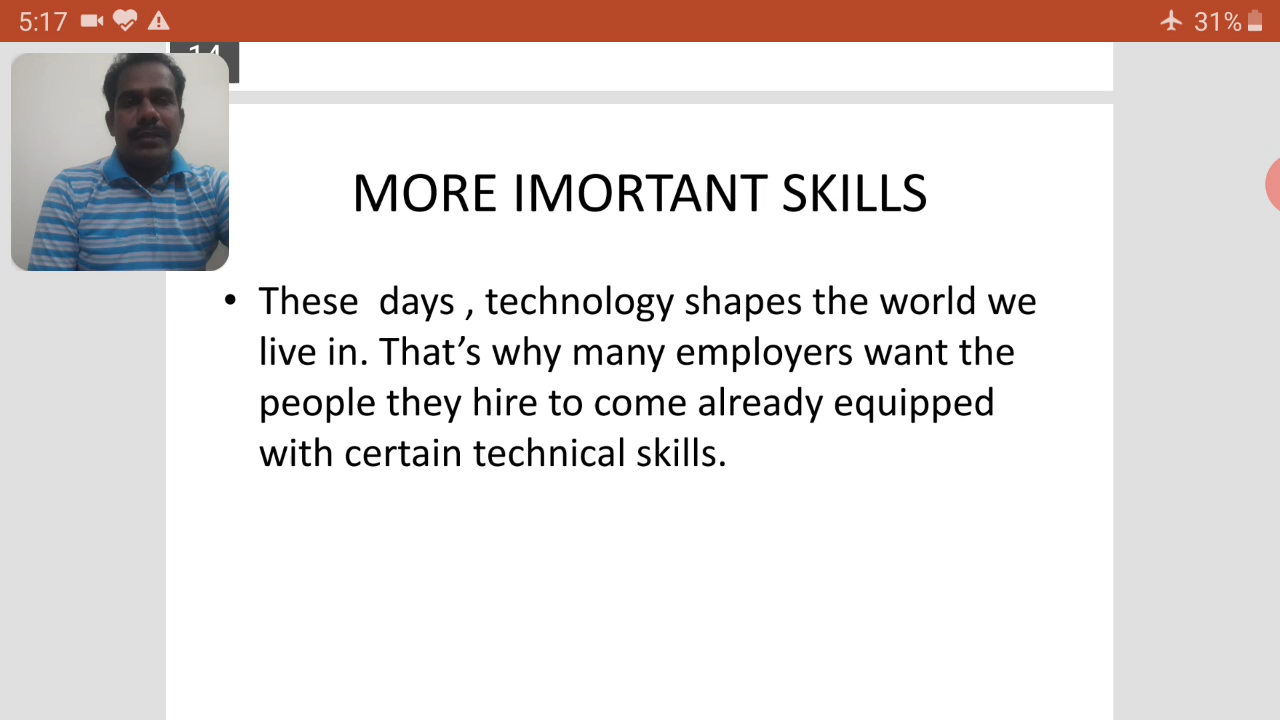 5:17
31%
14
MORE IMORTANT SKILLS
• These  days , technology shapes the world we
live in. That’s why many employers want the
people they hire to come already equipped
with certain technical skills.